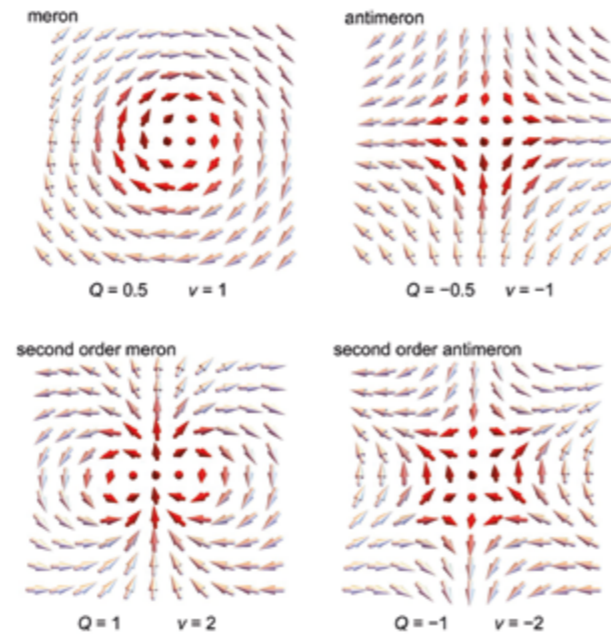 meron
antimeron
Q = 0.5 v = 1
Q = −0.5 v = −1
second order meron
second order antimeron
Q = 1 v = 2
Q = −1 v = −2